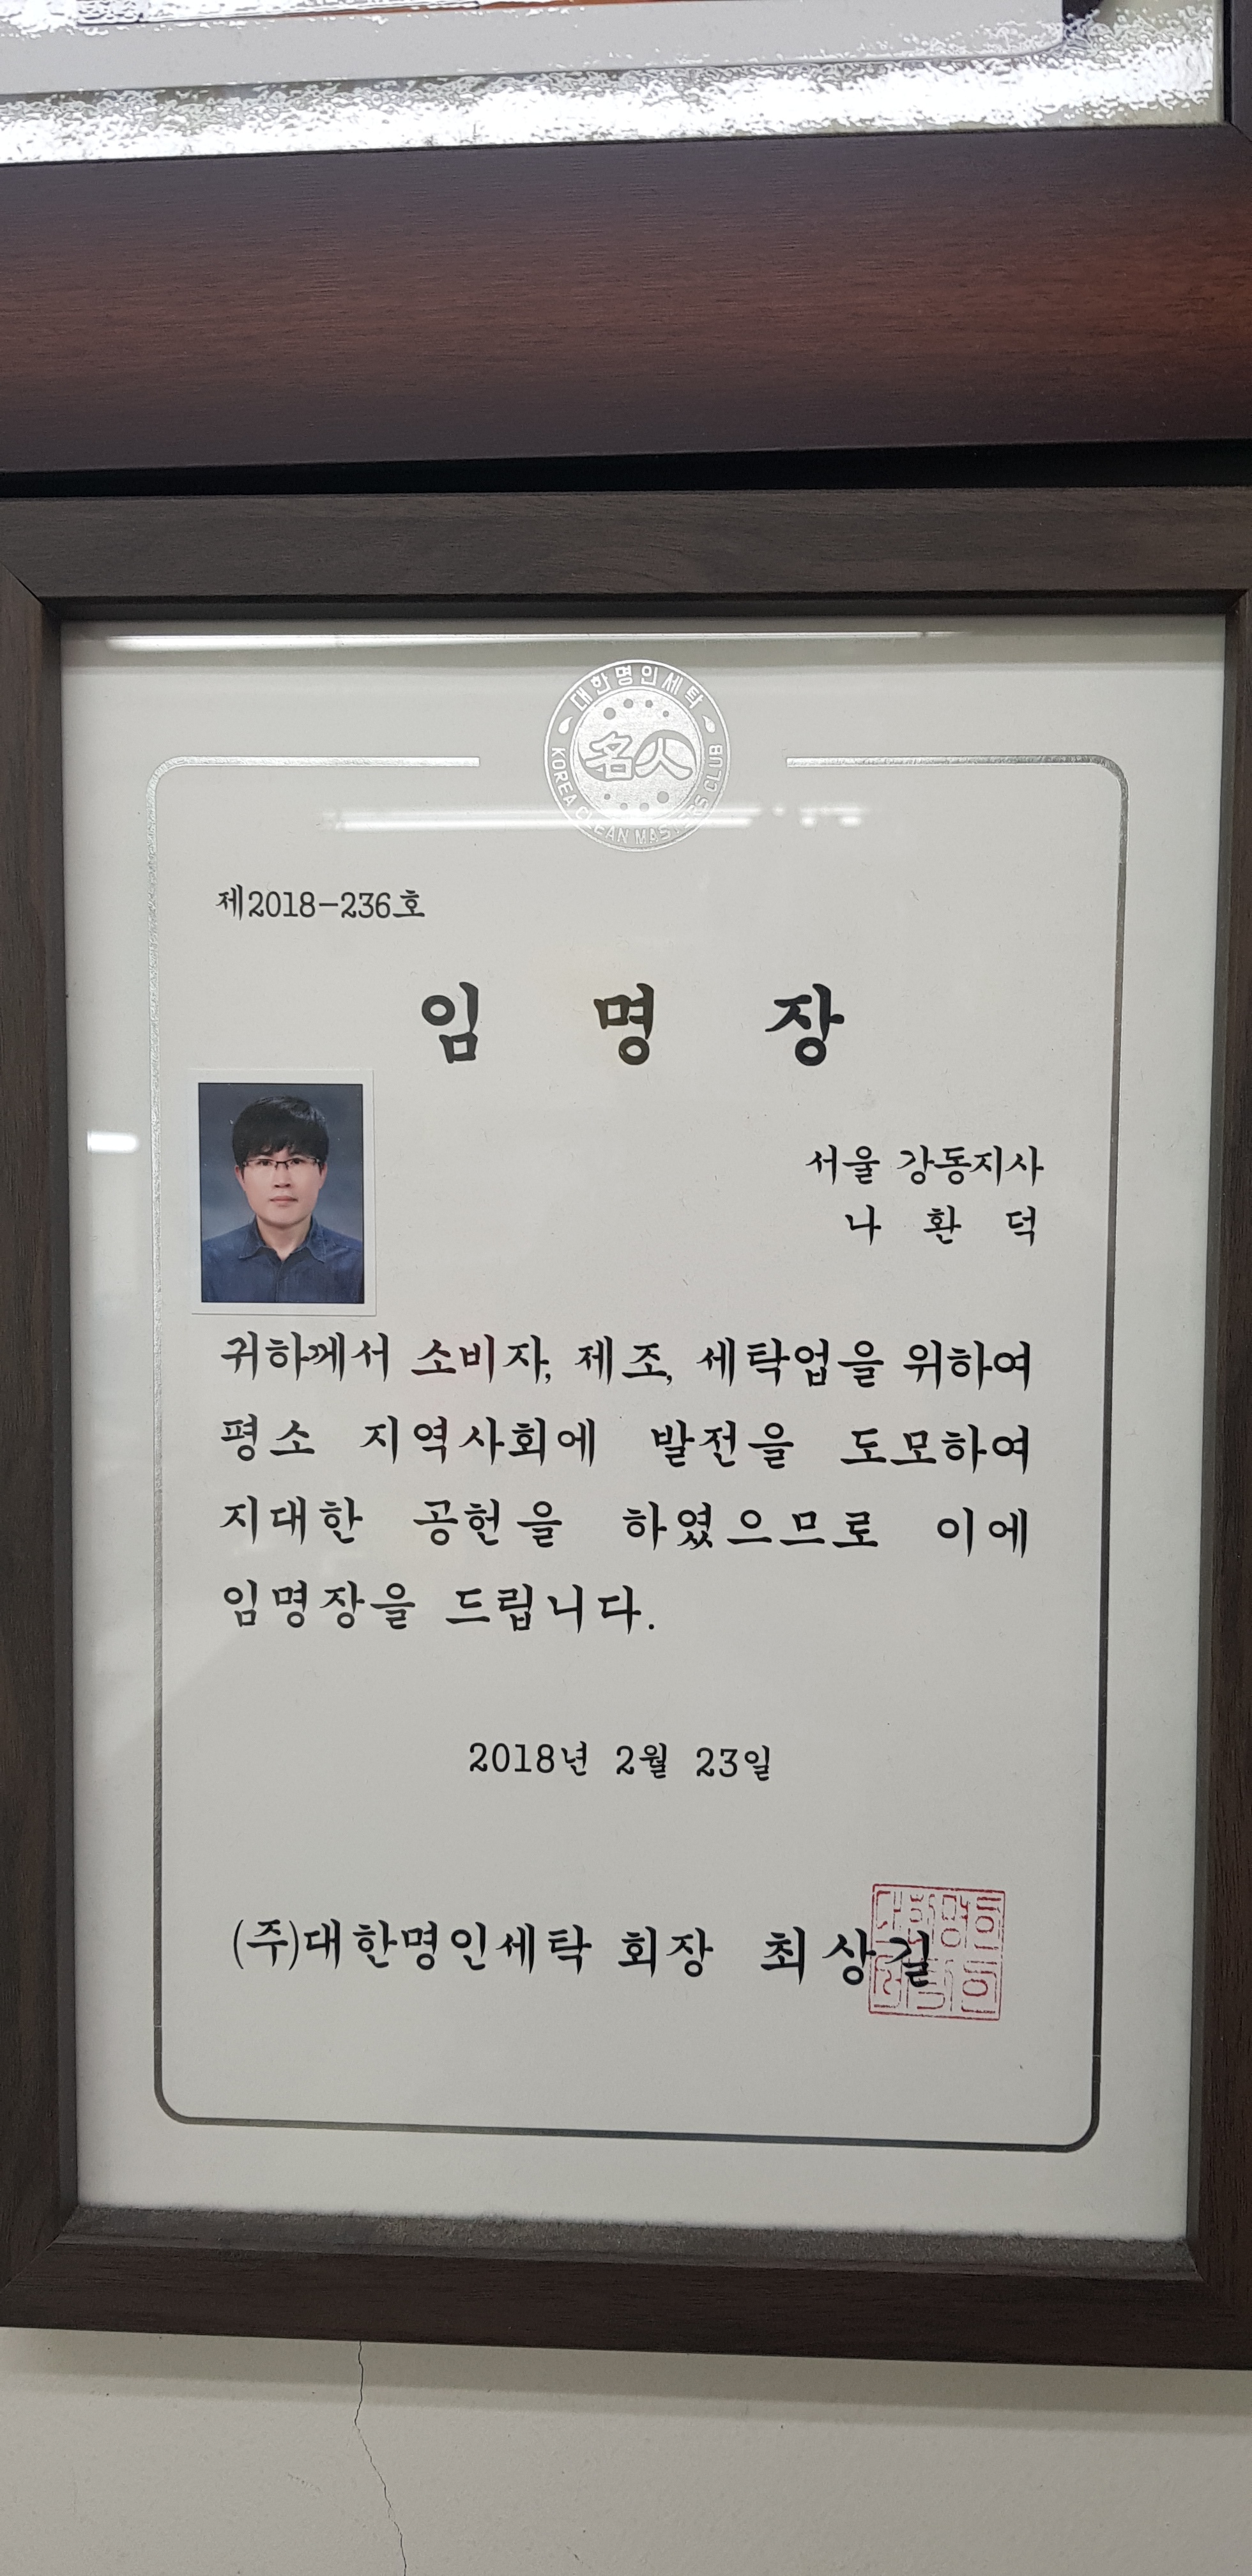 대한명인세탁
名人
KOREA CLEAN MASTERS CLUB
제2018-236호
임 명 장
서울 강동지사
나 환 덕
귀하께서 소비자, 제조, 세탁업을 위하여
평소 지역사회에 발전을 도모하여
지대한 공헌을 하였으므로 이에
임명장을 드립니다.
2018년 2월 23일
(주)대한명인세탁 회장 최상길